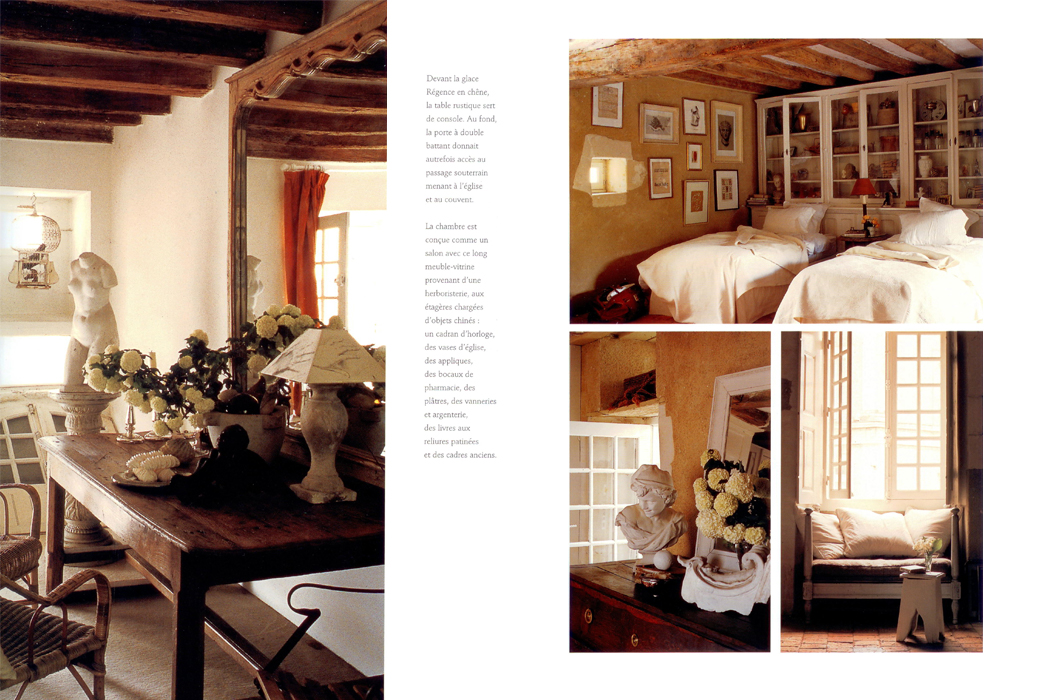 Devant la glace
Régence en chêne,
la table rustique sert
de console. Au fond,
la porte à double
battant donnait
autrefois accès au
passage souterrain
menant à l'église
et au couvent.
La chambre est
conçue comme un
salon avec ce long
meuble-vitrine
provenant d'une
herboristerie, aux
étagères chargées
d'objets chinés :
un cadran d'horloge,
des vases d'église,
des appliques,
des bocaux de
pharmacie, des
plâtres, des vanneries
et argenterie,
des livres aux
reliures patinées
et des cadres anciens.